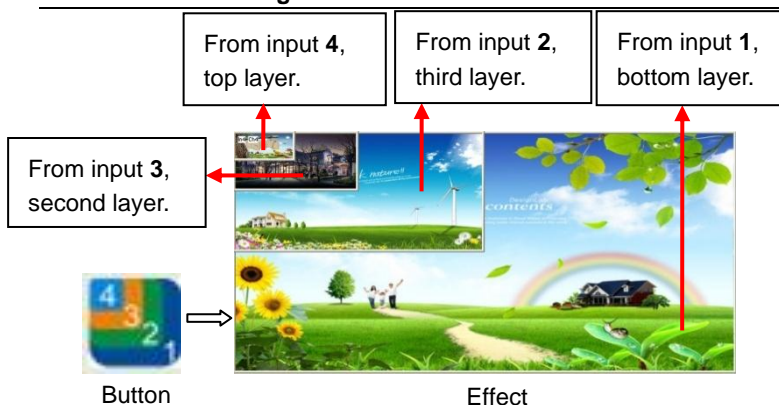 From input 4,
top layer.
From input 2,
third layer.
From input 1,
bottom layer.
From input 3,
second layer.
contents
4
3
2
1
Button
Effect